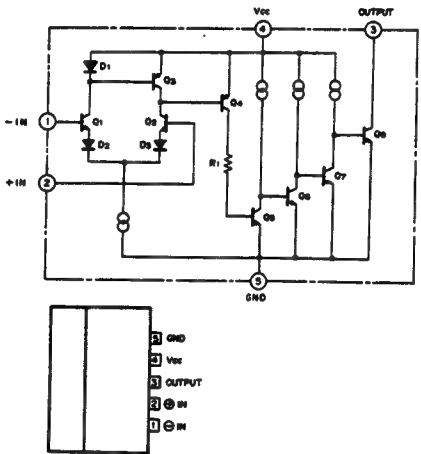 Vcc
OUTPUT
4
3
D1
Q3
Q4
- IN
1
Q1
Q2
Q8
D2
D3
+ IN
2
R1
Q7
Q6
Q5
5
GND
5 GND
4 Vcc
3 OUTPUT
2 ⊕ IN
1 ⊖ IN